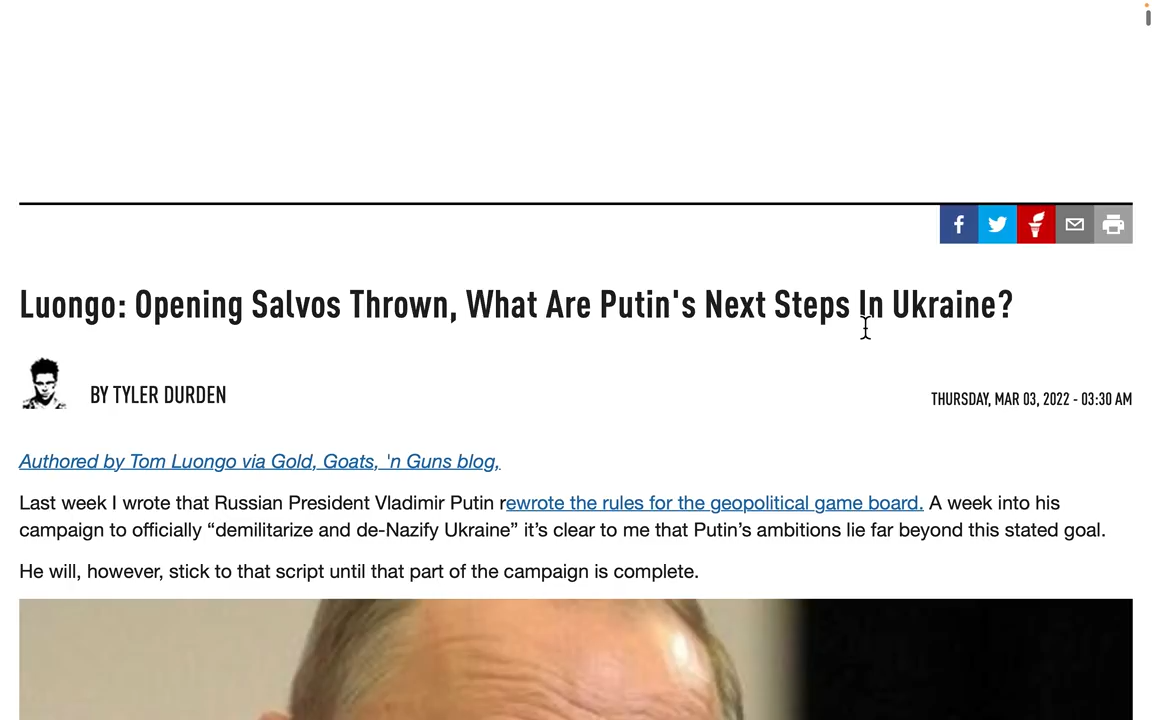 Luongo: Opening Salvos Thrown, What Are Putin's Next Steps In Ukraine?
BY TYLER DURDEN
THURSDAY, MAR 03, 2022 - 03:30 AM
Authored by Tom Luongo via Gold, Goats, 'n Guns blog,
Last week I wrote that Russian President Vladimir Putin rewrote the rules for the geopolitical game board. A week into his
campaign to officially “demilitarize and de-Nazify Ukraine” it’s clear to me that Putin’s ambitions lie far beyond this stated goal.
He will, however, stick to that script until that part of the campaign is complete.